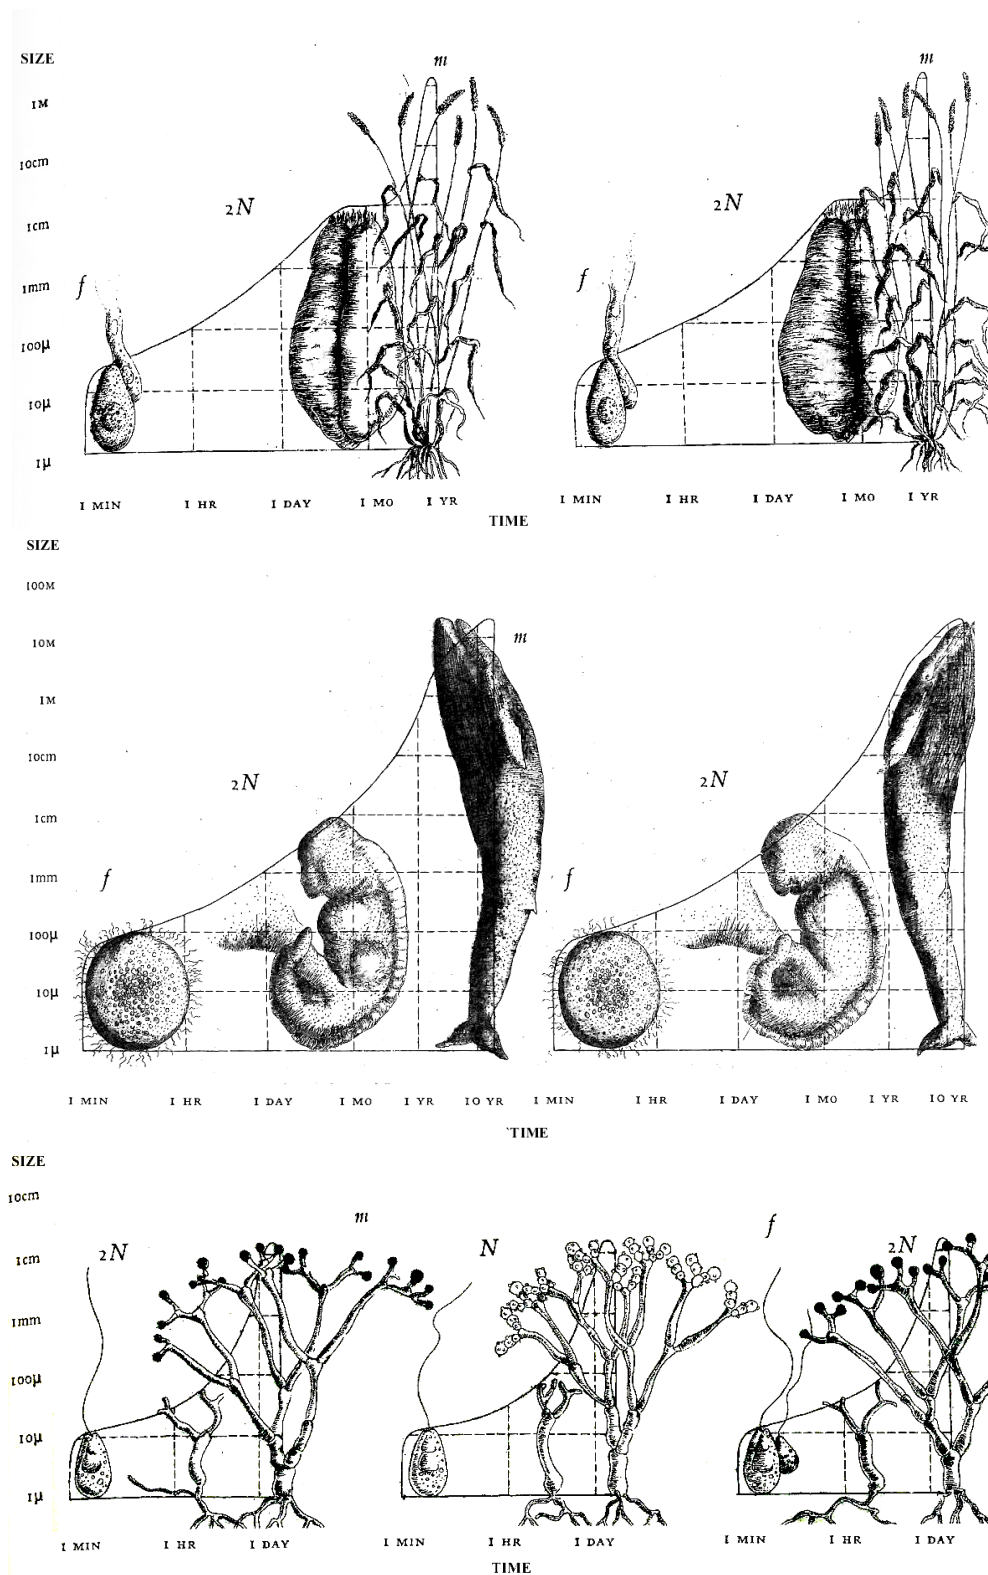 SIZE
m
m
1M
10cm
2N
2N
1cm
f
f
1mm
100µ
10µ
1µ
1 MIN 1 HR 1 DAY 1 MO 1 YR 1 MIN 1 HR 1 DAY 1 MO 1 YR
TIME
SIZE
100M
10M
m
1M
10cm
2N
2N
1cm
f
f
1mm
100µ
10µ
1µ
1 MIN 1 HR 1 DAY 1 MO 1 YR 10 YR 1 MIN 1 HR 1 DAY 1 MO 1 YR 10 YR
TIME
SIZE
10cm
m
f
2N
N
2N
1cm
1mm
100µ
10µ
1µ
1 MIN 1 HR 1 DAY 1 MIN 1 HR 1 DAY 1 MIN 1 HR 1 DAY
TIME